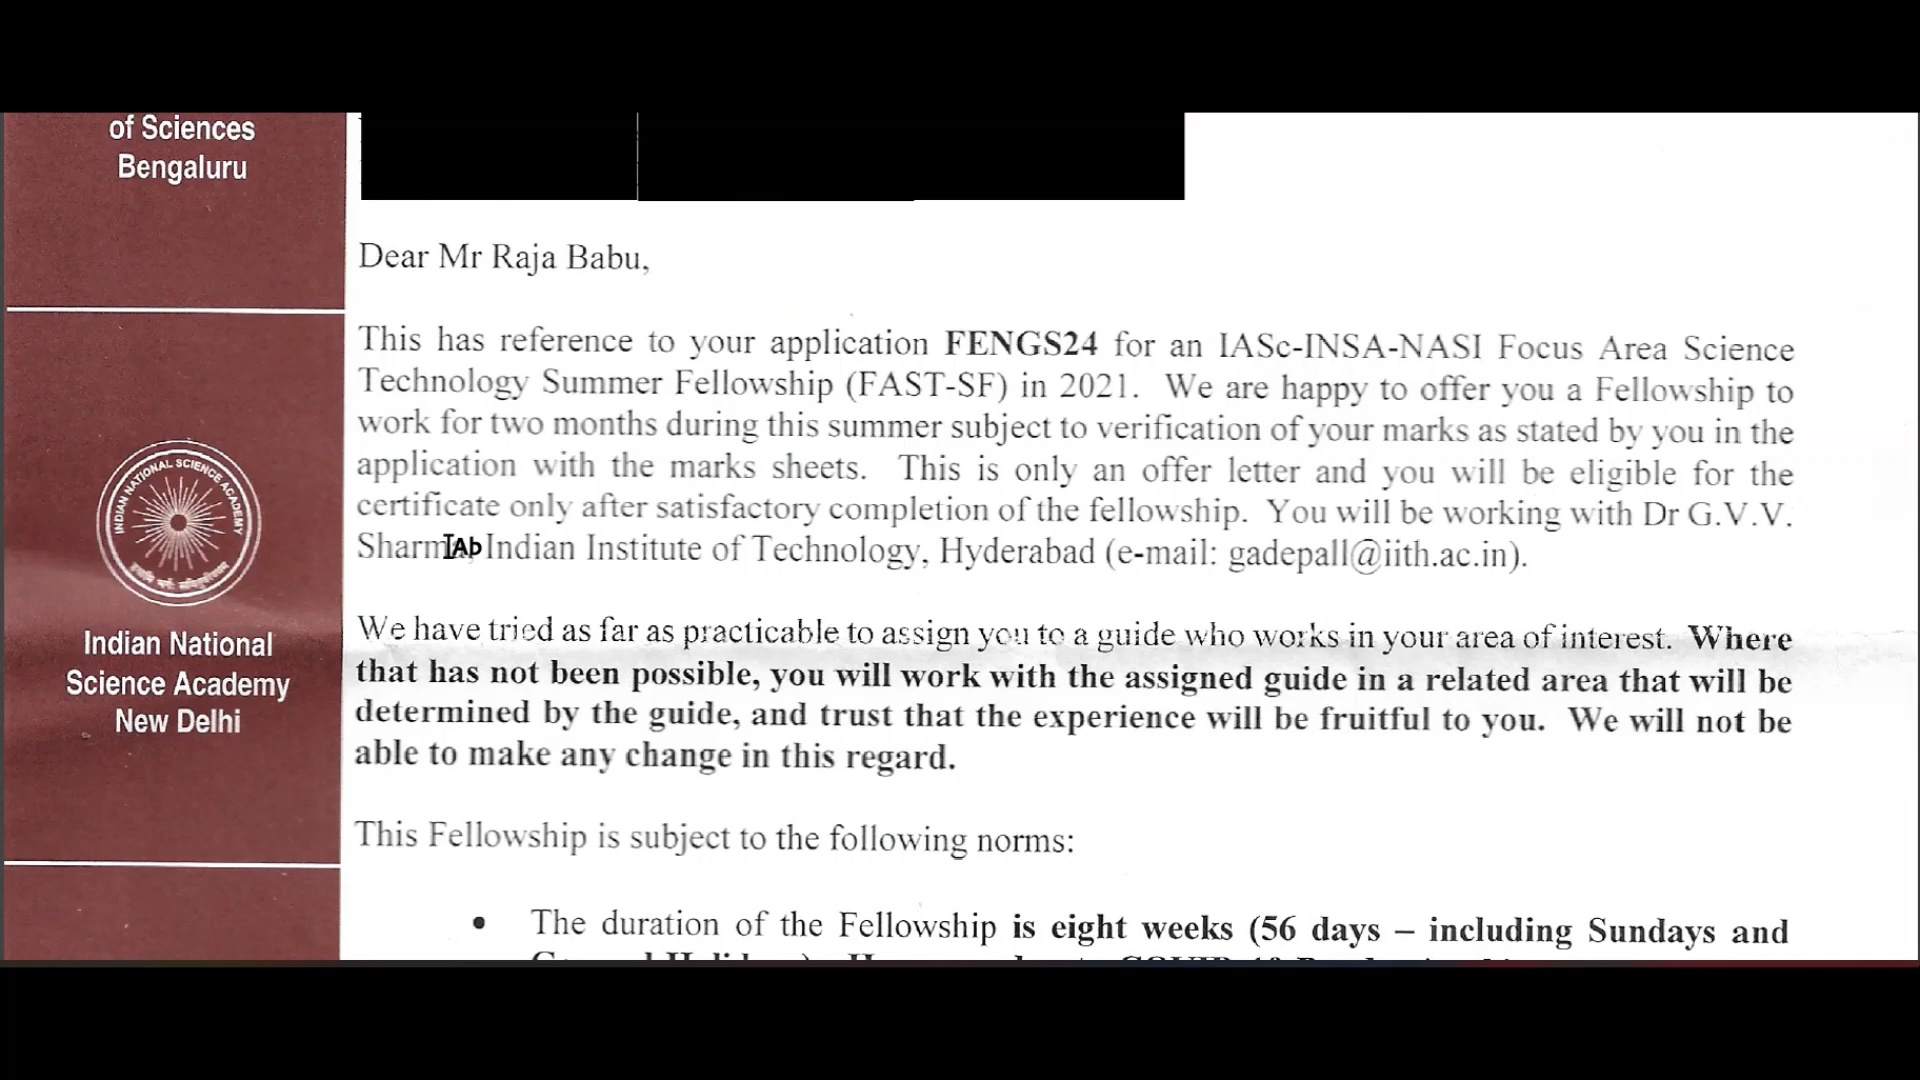 of Sciences
Bengaluru
Dear Mr Raja Babu,
This has reference to your application FENGS24 for an IASc-INSA-NASI Focus Area Science
Technology Summer Fellowship (FAST-SF) in 2021. We are happy to offer you a Fellowship to
work for two months during this summer subject to verification of your marks as stated by you in the
application with the marks sheets. This is only an offer letter and you will be eligible for the
certificate only after satisfactory completion of the fellowship. You will be working with Dr G.V.V.
Sharma, Indian Institute of Technology, Hyderabad (e-mail: gadepall@iith.ac.in).
INDIAN NATIONAL SCIENCE ACADEMY
Indian National
Science Academy
New Delhi
We have tried as far as practicable to assign you to a guide who works in your area of interest. Where
that has not been possible, you will work with the assigned guide in a related area that will be
determined by the guide, and trust that the experience will be fruitful to you. We will not be
able to make any change in this regard.
This Fellowship is subject to the following norms:
• The duration of the Fellowship is eight weeks (56 days – including Sundays and